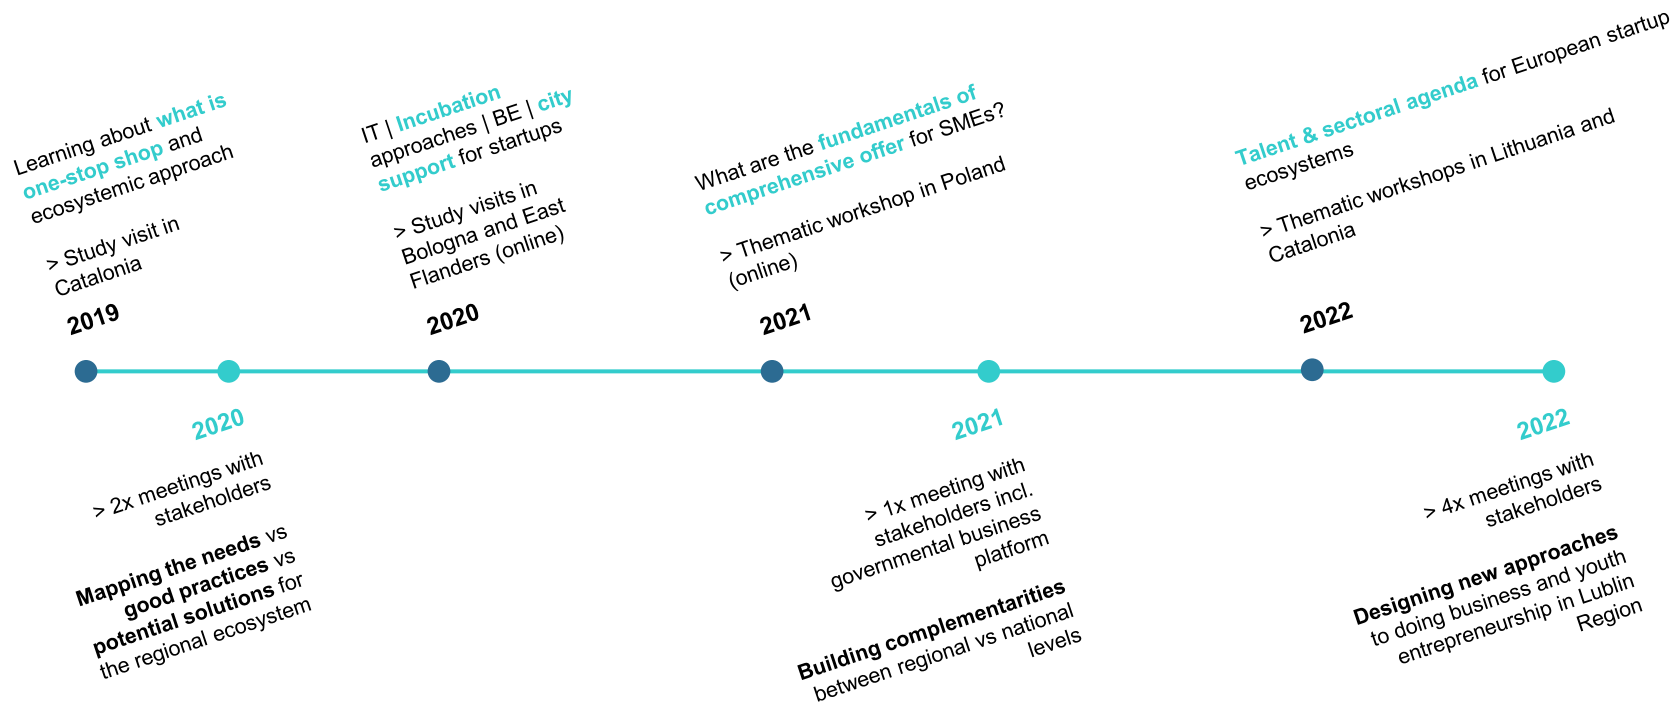 Learning about what is
one-stop shop and
ecosystemic approach
> Study visit in
Catalonia
2019
IT | Incubation
approaches | BE | city
support for startups
> Study visits in
Bologna and East
Flanders (online)
2020
What are the fundamentals of
comprehensive offer for SMEs?
> Thematic workshop in Poland
(online)
2021
Talent & sectoral agenda for European startup
ecosystems
> Thematic workshops in Lithuania and
Catalonia
2022
2020
> 2x meetings with
stakeholders
Mapping the needs vs
good practices vs
potential solutions for
the regional ecosystem
2021
> 1x meeting with
stakeholders incl.
governmental business
platform
Building complementarities
between regional vs national
levels
2022
> 4x meetings with
stakeholders
Designing new approaches
to doing business and youth
entrepreneurship in Lublin
Region